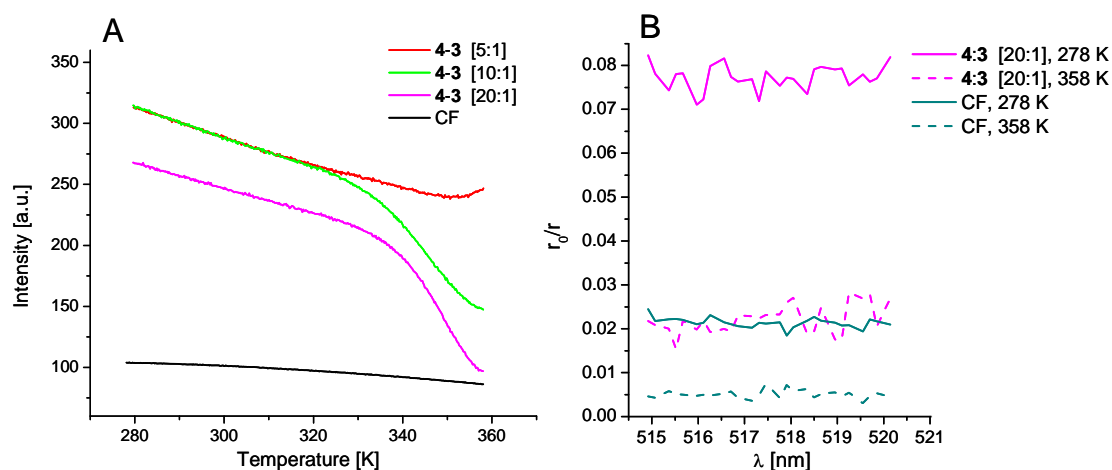 A
4-3 [5:1]
4-3 [10:1]
4-3 [20:1]
CF
350
300
250
200
150
100
Intensity [a.u.]
280 300 320 340 360
Temperature [K]
B
4:3 [20:1], 278 K
4:3 [20:1], 358 K
CF, 278 K
CF, 358 K
0.08
0.07
0.06
0.05
0.04
0.03
0.02
0.01
0.00
r₀/r
515 516 517 518 519 520 521
λ [nm]